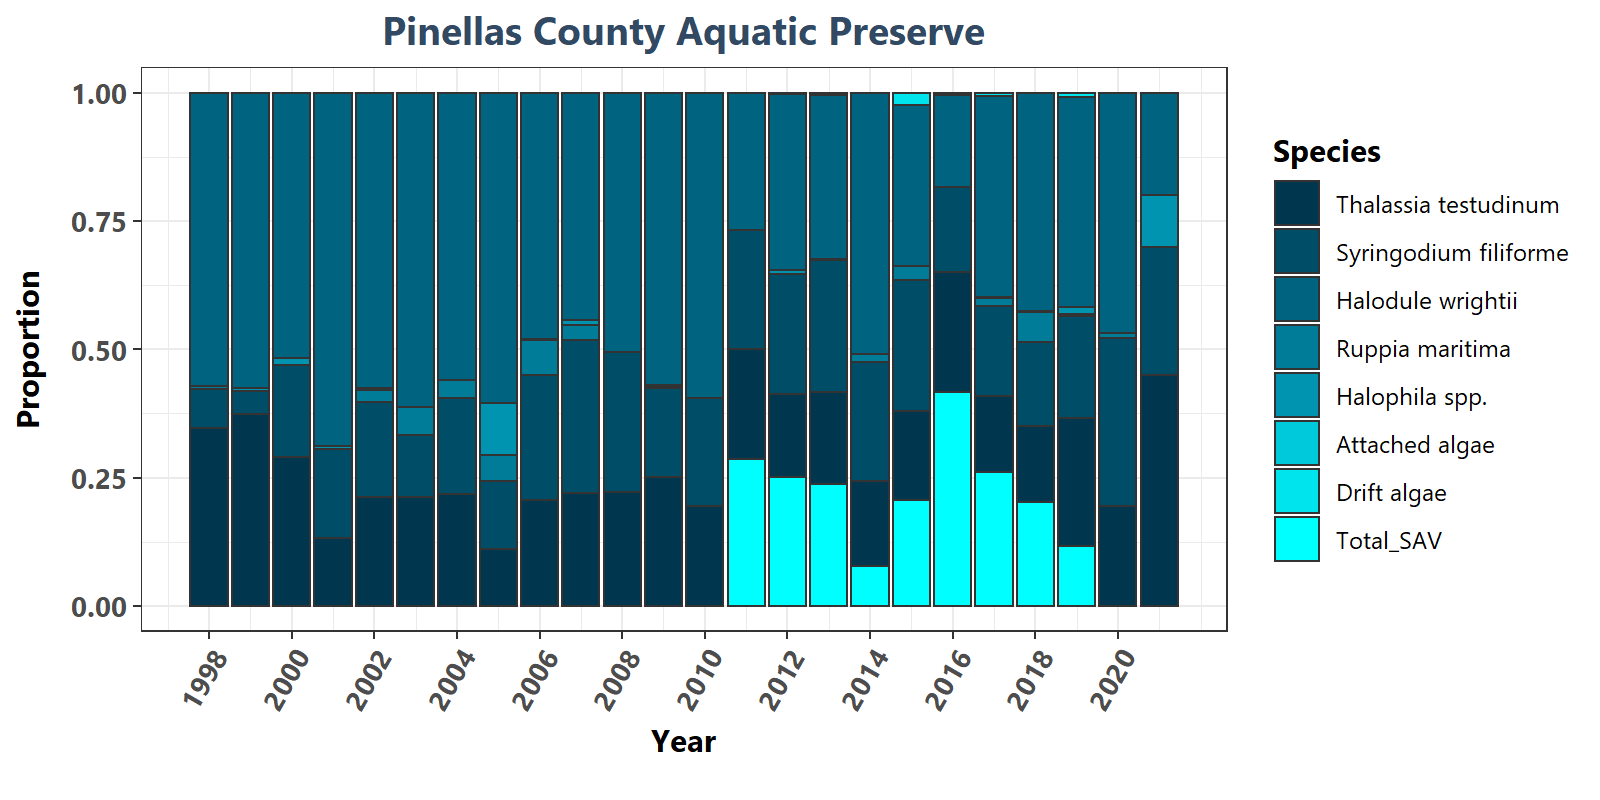 Pinellas County Aquatic Preserve
1.00
0.75
0.50
0.25
0.00
Proportion
1998
2000
2002
2004
2006
2008
2010
2012
2014
2016
2018
2020
Year
Species
Thalassia testudinum
Syringodium filiforme
Halodule wrightii
Ruppia maritima
Halophila spp.
Attached algae
Drift algae
Total_SAV